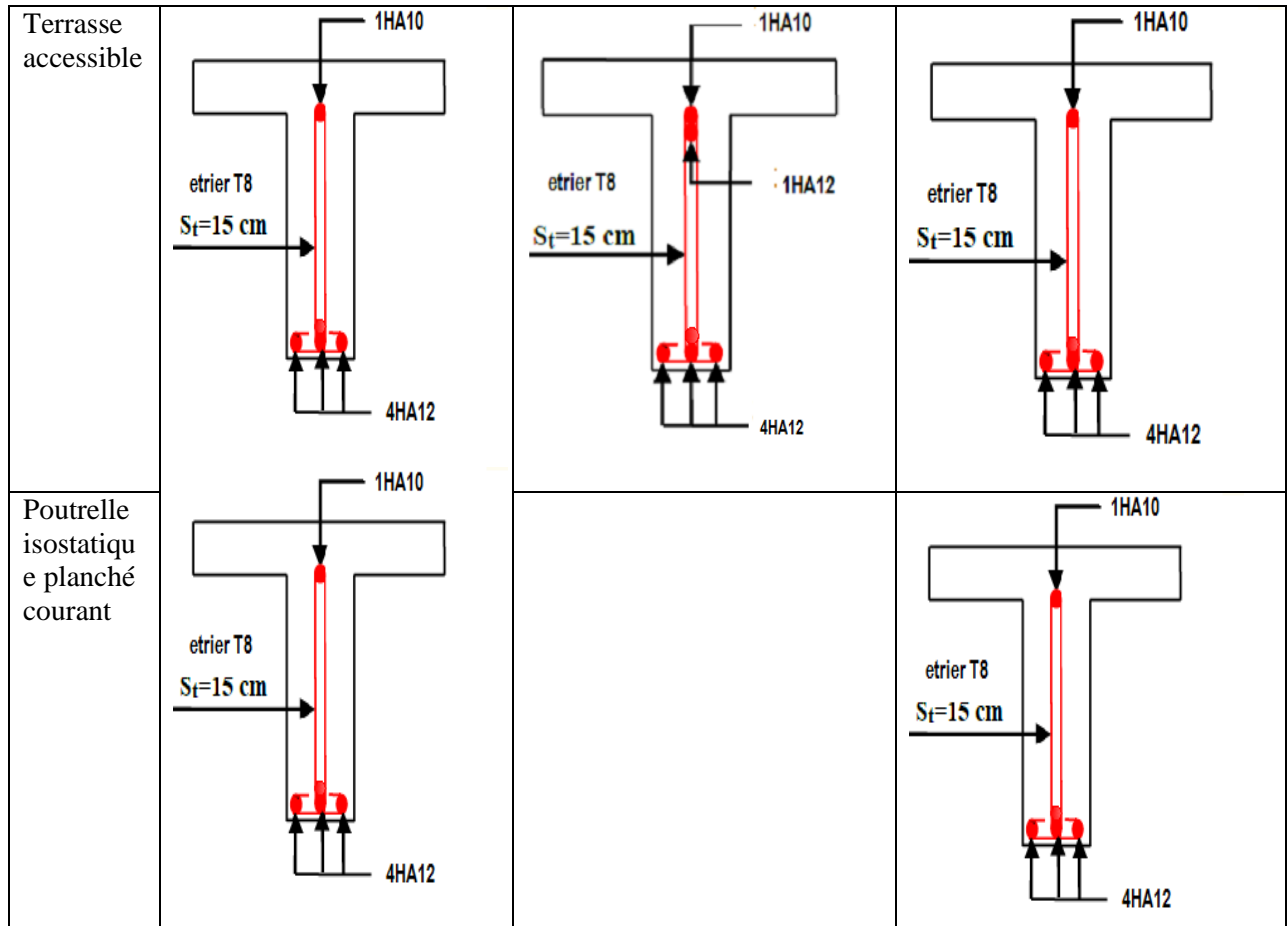 Terrasse
accessible
1HA10
etrier T8
St=15 cm
4HA12
1HA10
1HA12
etrier T8
St=15 cm
4HA12
1HA10
etrier T8
St=15 cm
4HA12
Poutrelle
isostatiqu
e planché
courant
1HA10
etrier T8
St=15 cm
4HA12
1HA10
etrier T8
St=15 cm
4HA12